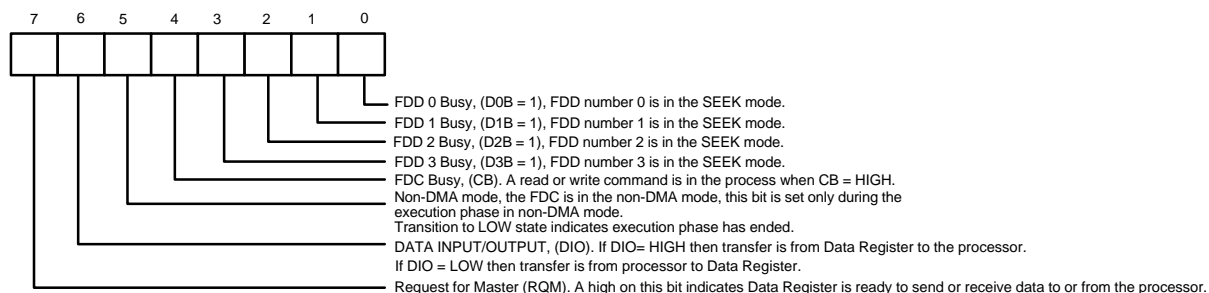 7 6 5 4 3 2 1 0
FDD 0 Busy, (D0B = 1), FDD number 0 is in the SEEK mode.
FDD 1 Busy, (D1B = 1), FDD number 1 is in the SEEK mode.
FDD 2 Busy, (D2B = 1), FDD number 2 is in the SEEK mode.
FDD 3 Busy, (D3B = 1), FDD number 3 is in the SEEK mode.
FDC Busy, (CB). A read or write command is in the process when CB = HIGH.
Non-DMA mode, the FDC is in the non-DMA mode, this bit is set only during the
execution phase in non-DMA mode.
Transition to LOW state indicates execution phase has ended.
DATA INPUT/OUTPUT, (DIO). If DIO= HIGH then transfer is from Data Register to the processor.
If DIO = LOW then transfer is from processor to Data Register.
Request for Master (RQM). A high on this bit indicates Data Register is ready to send or receive data to or from the processor.